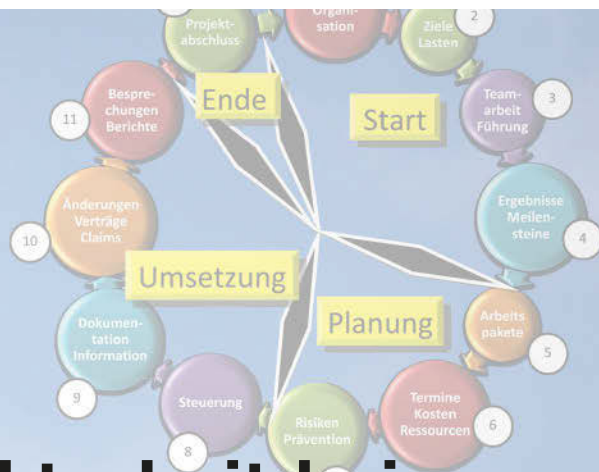 Organi-
sation
2
Ziele
Lasten
3
Team-
arbeit
Führung
4
Ergebnisse
Meilen-
steine
5
Arbeits
pakete
6
Termine
Kosten
Ressourcen
Risiken
Prävention
8
Steuerung
9
Dokumen-
tation
Information
10
Änderungen
Verträge
Claims
11
Bespre-
chungen
Berichte
Projekt-
abschluss
Ende
Start
Umsetzung
Planung